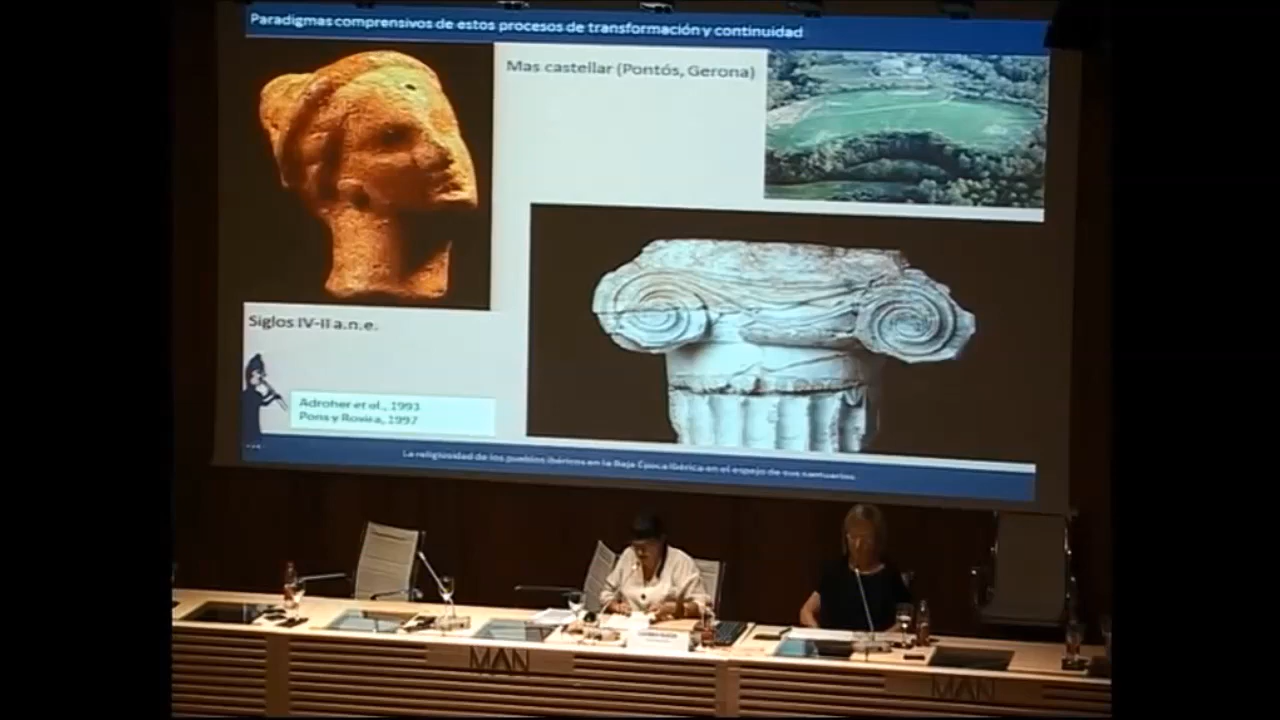 Paradigmas comprensivos de estos procesos de transformación y continuidad
Mas castellar (Pontós, Gerona)
Siglos IV-II a.n.e.
Adroher et al., 1993
Pons y Rovira, 1997
La religiosidad de los pueblos ibéricos en la Baja Época Ibérica en el espejo de sus santuarios.
MAN
MAN